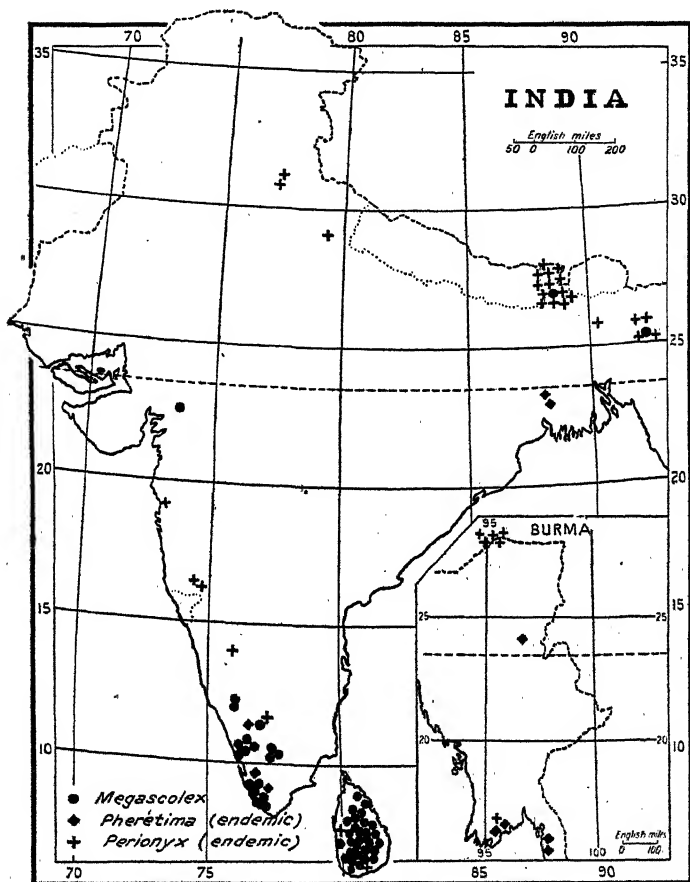 70 75 80 85 90
35 35
INDIA
English miles
50 0 100 200
30 30
25 25
20 20
95 BURMA
15 15
25 25
10 10
20 20
Megascolex
Pheretima (endemic)
Perionyx (endemic)
English miles
0 100
95 100
70 75 80 85 90